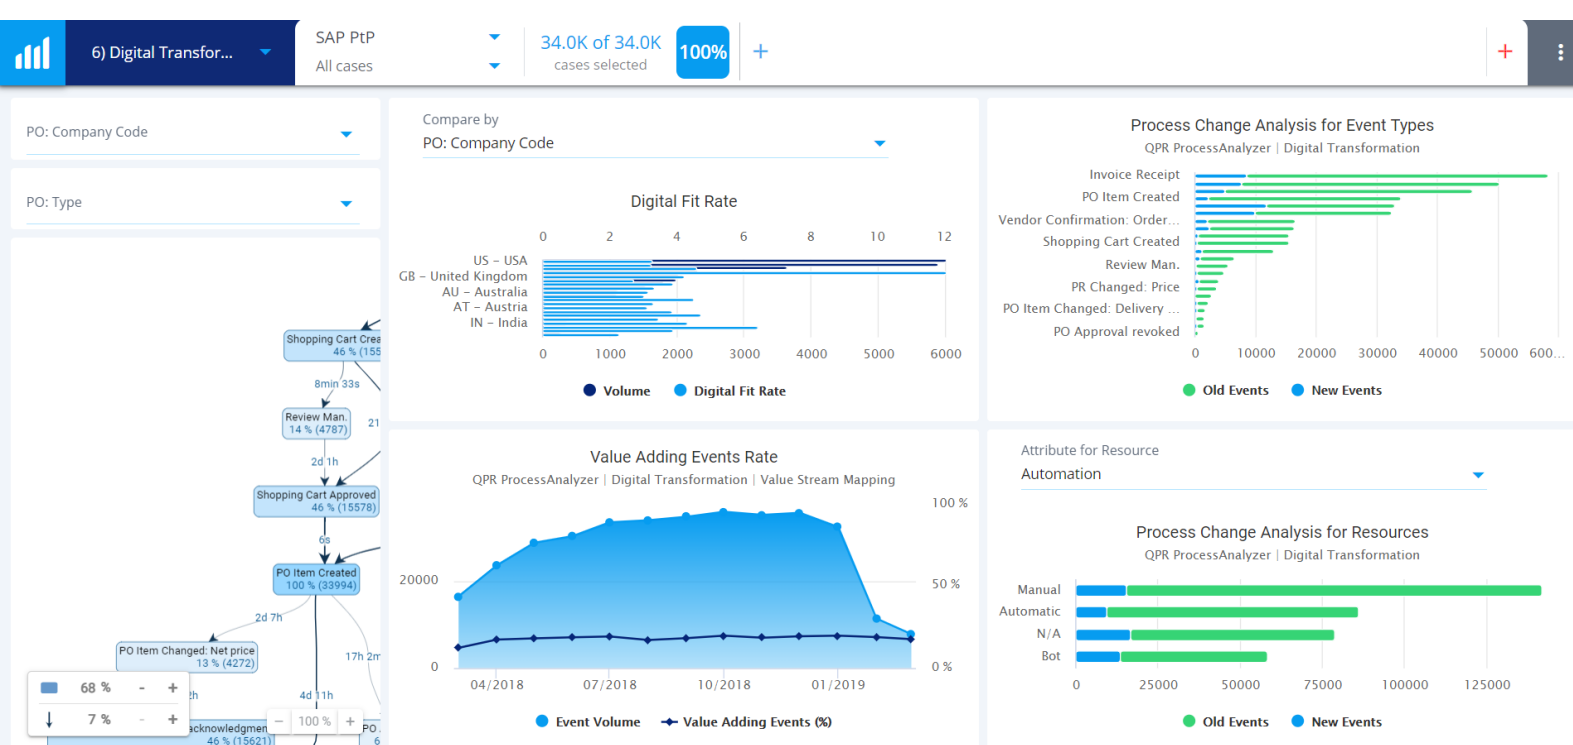 6) Digital Transfor...
SAP PtP
All cases
34.0K of 34.0K
cases selected
100%
+
+
PO: Company Code
PO: Type
Shopping Cart Crea
46 % (155
8min 33s
Review Man.
14 % (4787)
21
2d 1h
Shopping Cart Approved
46 % (15578)
6s
PO Item Created
100 % (33994)
2d 7h
PO Item Changed: Net price
13 % (4272)
17h 2m
68 % - +
7 % - +
2h
4d 11h
- 100 % +
acknowledgmen
46 % (15621)
PO
6
Compare by
PO: Company Code
Digital Fit Rate
0 2 4 6 8 10 12
US - USA
GB - United Kingdom
AU - Australia
AT - Austria
IN - India
0 1000 2000 3000 4000 5000 6000
Volume Digital Fit Rate
Value Adding Events Rate
QPR ProcessAnalyzer | Digital Transformation | Value Stream Mapping
100 %
20000
50 %
0
0 %
04/2018 07/2018 10/2018 01/2019
Event Volume Value Adding Events (%)
Process Change Analysis for Event Types
QPR ProcessAnalyzer | Digital Transformation
Invoice Receipt
PO Item Created
Vendor Confirmation: Order...
Shopping Cart Created
Review Man.
PR Changed: Price
PO Item Changed: Delivery ...
PO Approval revoked
0 10000 20000 30000 40000 50000 600...
Old Events New Events
Attribute for Resource
Automation
Process Change Analysis for Resources
QPR ProcessAnalyzer | Digital Transformation
Manual
Automatic
N/A
Bot
0 25000 50000 75000 100000 125000
Old Events New Events